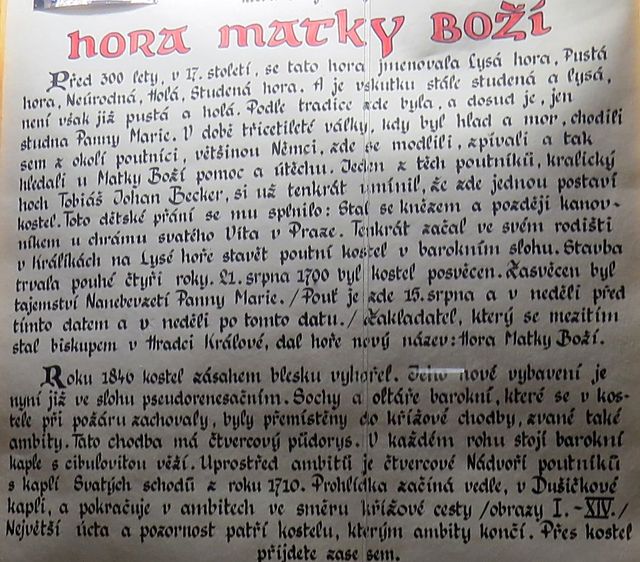 hora matky Boží
Před 300 lety, v 17. století, se tato hora jmenovala Lysá hora, Pustá
hora, Neúrodná, Holá, Studená hora. A je vskutku stále studená a lysá,
není však již pustá a holá. Podle tradice zde byla, a dosud je, jen
studna Panny Marie. V době třicetileté války, kdy byl hlad a mor, chodili
sem z okolí poutníci, většinou Němci, zde se modlili, zpívali a tak
hledali u Matky Boží pomoc a útěchu. Jeden z těch poutníků, kralický
hoch Tobiáš Johan Becker, si už tenkrát umínil, že zde jednou postaví
kostel. Toto dětské přání se mu splnilo: Stal se knězem a později kanov-
níkem u chrámu svatého Víta v Praze. Tenkrát začal ve svém rodišti
v Králíkách na Lysé hoře stavět poutní kostel v barokním slohu. Stavba
trvala pouhé čtyři roky. 21. srpna 1700 byl kostel posvěcen. Zasvěcen byl
tajemství Nanebevzetí Panny Marie. /Pouť je zde 15. srpna a v neděli před
tímto datem a v neděli po tomto datu./ Zakladatel, který se mezitím
stal biskupem v Hradci Králové, dal hoře nový název: Hora Matky Boží.
Roku 1846 kostel zásahem blesku vyhořel. Jeho nové vybavení je
nyní již ve slohu pseudorenesačním. Sochy a oltáře barokní, které se v kos-
tele při požáru zachovaly, byly přemístěny do křížové chodby, zvané také
ambity. Tato chodba má čtvercový půdorys. V každém rohu stojí barokní
kaple s cibulovitou věží. Uprostřed ambitů je čtvercové Nádvoří poutníků
s kaplí Svatých schodů z roku 1710. Prohlídka začíná vedle, v Dušičkové
kapli, a pokračuje v ambitech ve směru křížové cesty /obrazy I. - XIV./
Největší úcta a pozornost patří kostelu, kterým ambity končí. Přes kostel
přijdete zase sem.